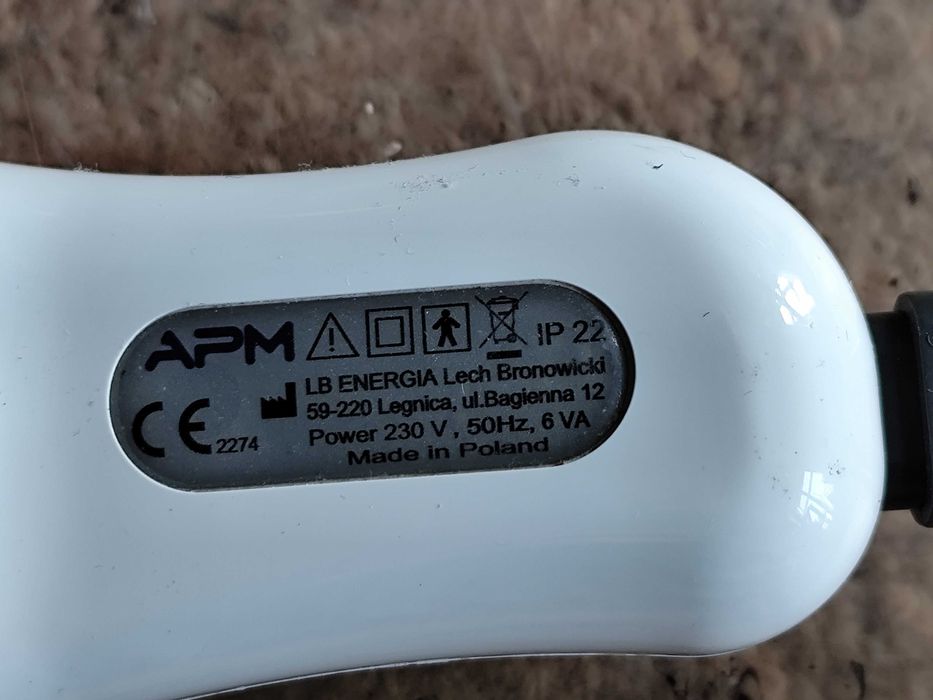 APM IP 22
LB ENERGIA Lech Bronowicki
59-220 Legnica, ul.Bagienna 12
CE 2274
Power 230 V , 50Hz, 6 VA
Made in Poland